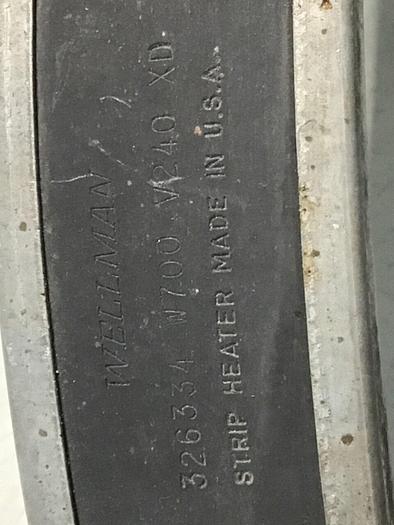 WELLMAN
326334 W700 V240 XD
STRIP HEATER MADE IN U.S.A.